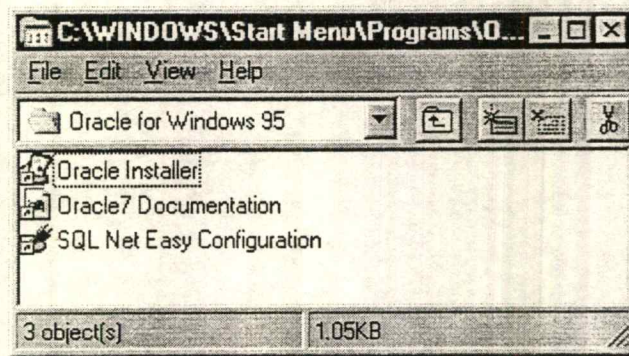 C:\WINDOWS\Start Menu\Programs\O...
File Edit View Help
Oracle for Windows 95
Oracle Installer
Oracle7 Documentation
SQL Net Easy Configuration
3 object(s) 1.05KB